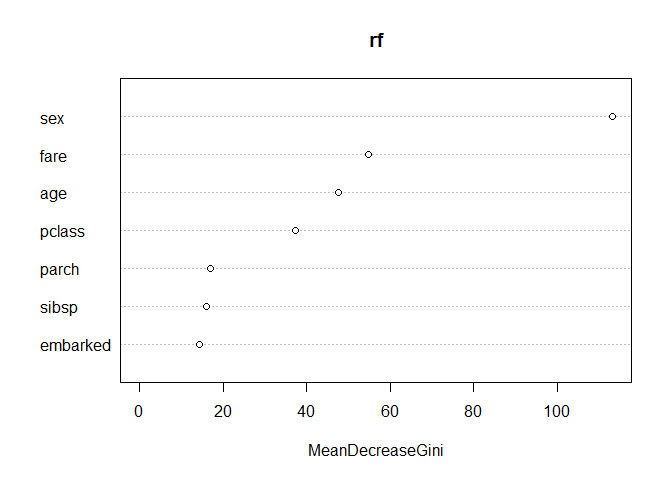 rf
sex
fare
age
pclass
parch
sibsp
embarked
0 20 40 60 80 100
MeanDecreaseGini